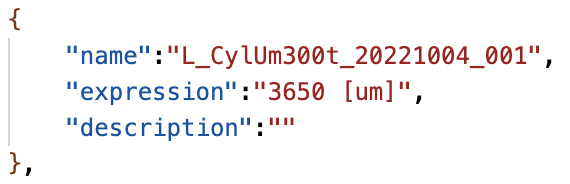 {
"name":"L_CylUm300t_20221004_001",
"expression":"3650 [um]",
"description":""
},